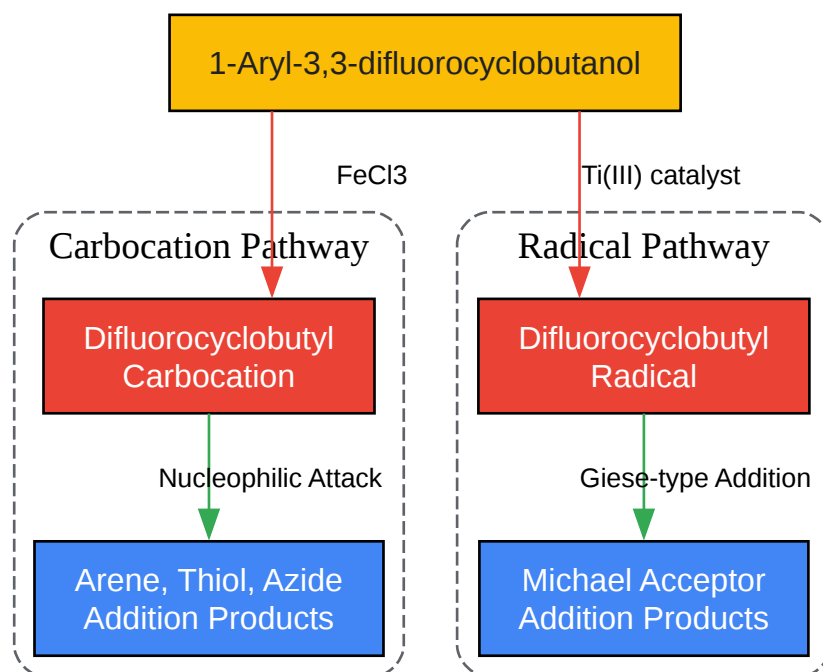 1-Aryl-3,3-difluorocyclobutanol
FeCl3
Ti(III) catalyst
Carbocation Pathway
Radical Pathway
Difluorocyclobutyl
Carbocation
Difluorocyclobutyl
Radical
Nucleophilic Attack
Giese-type Addition
Arene, Thiol, Azide
Addition Products
Michael Acceptor
Addition Products